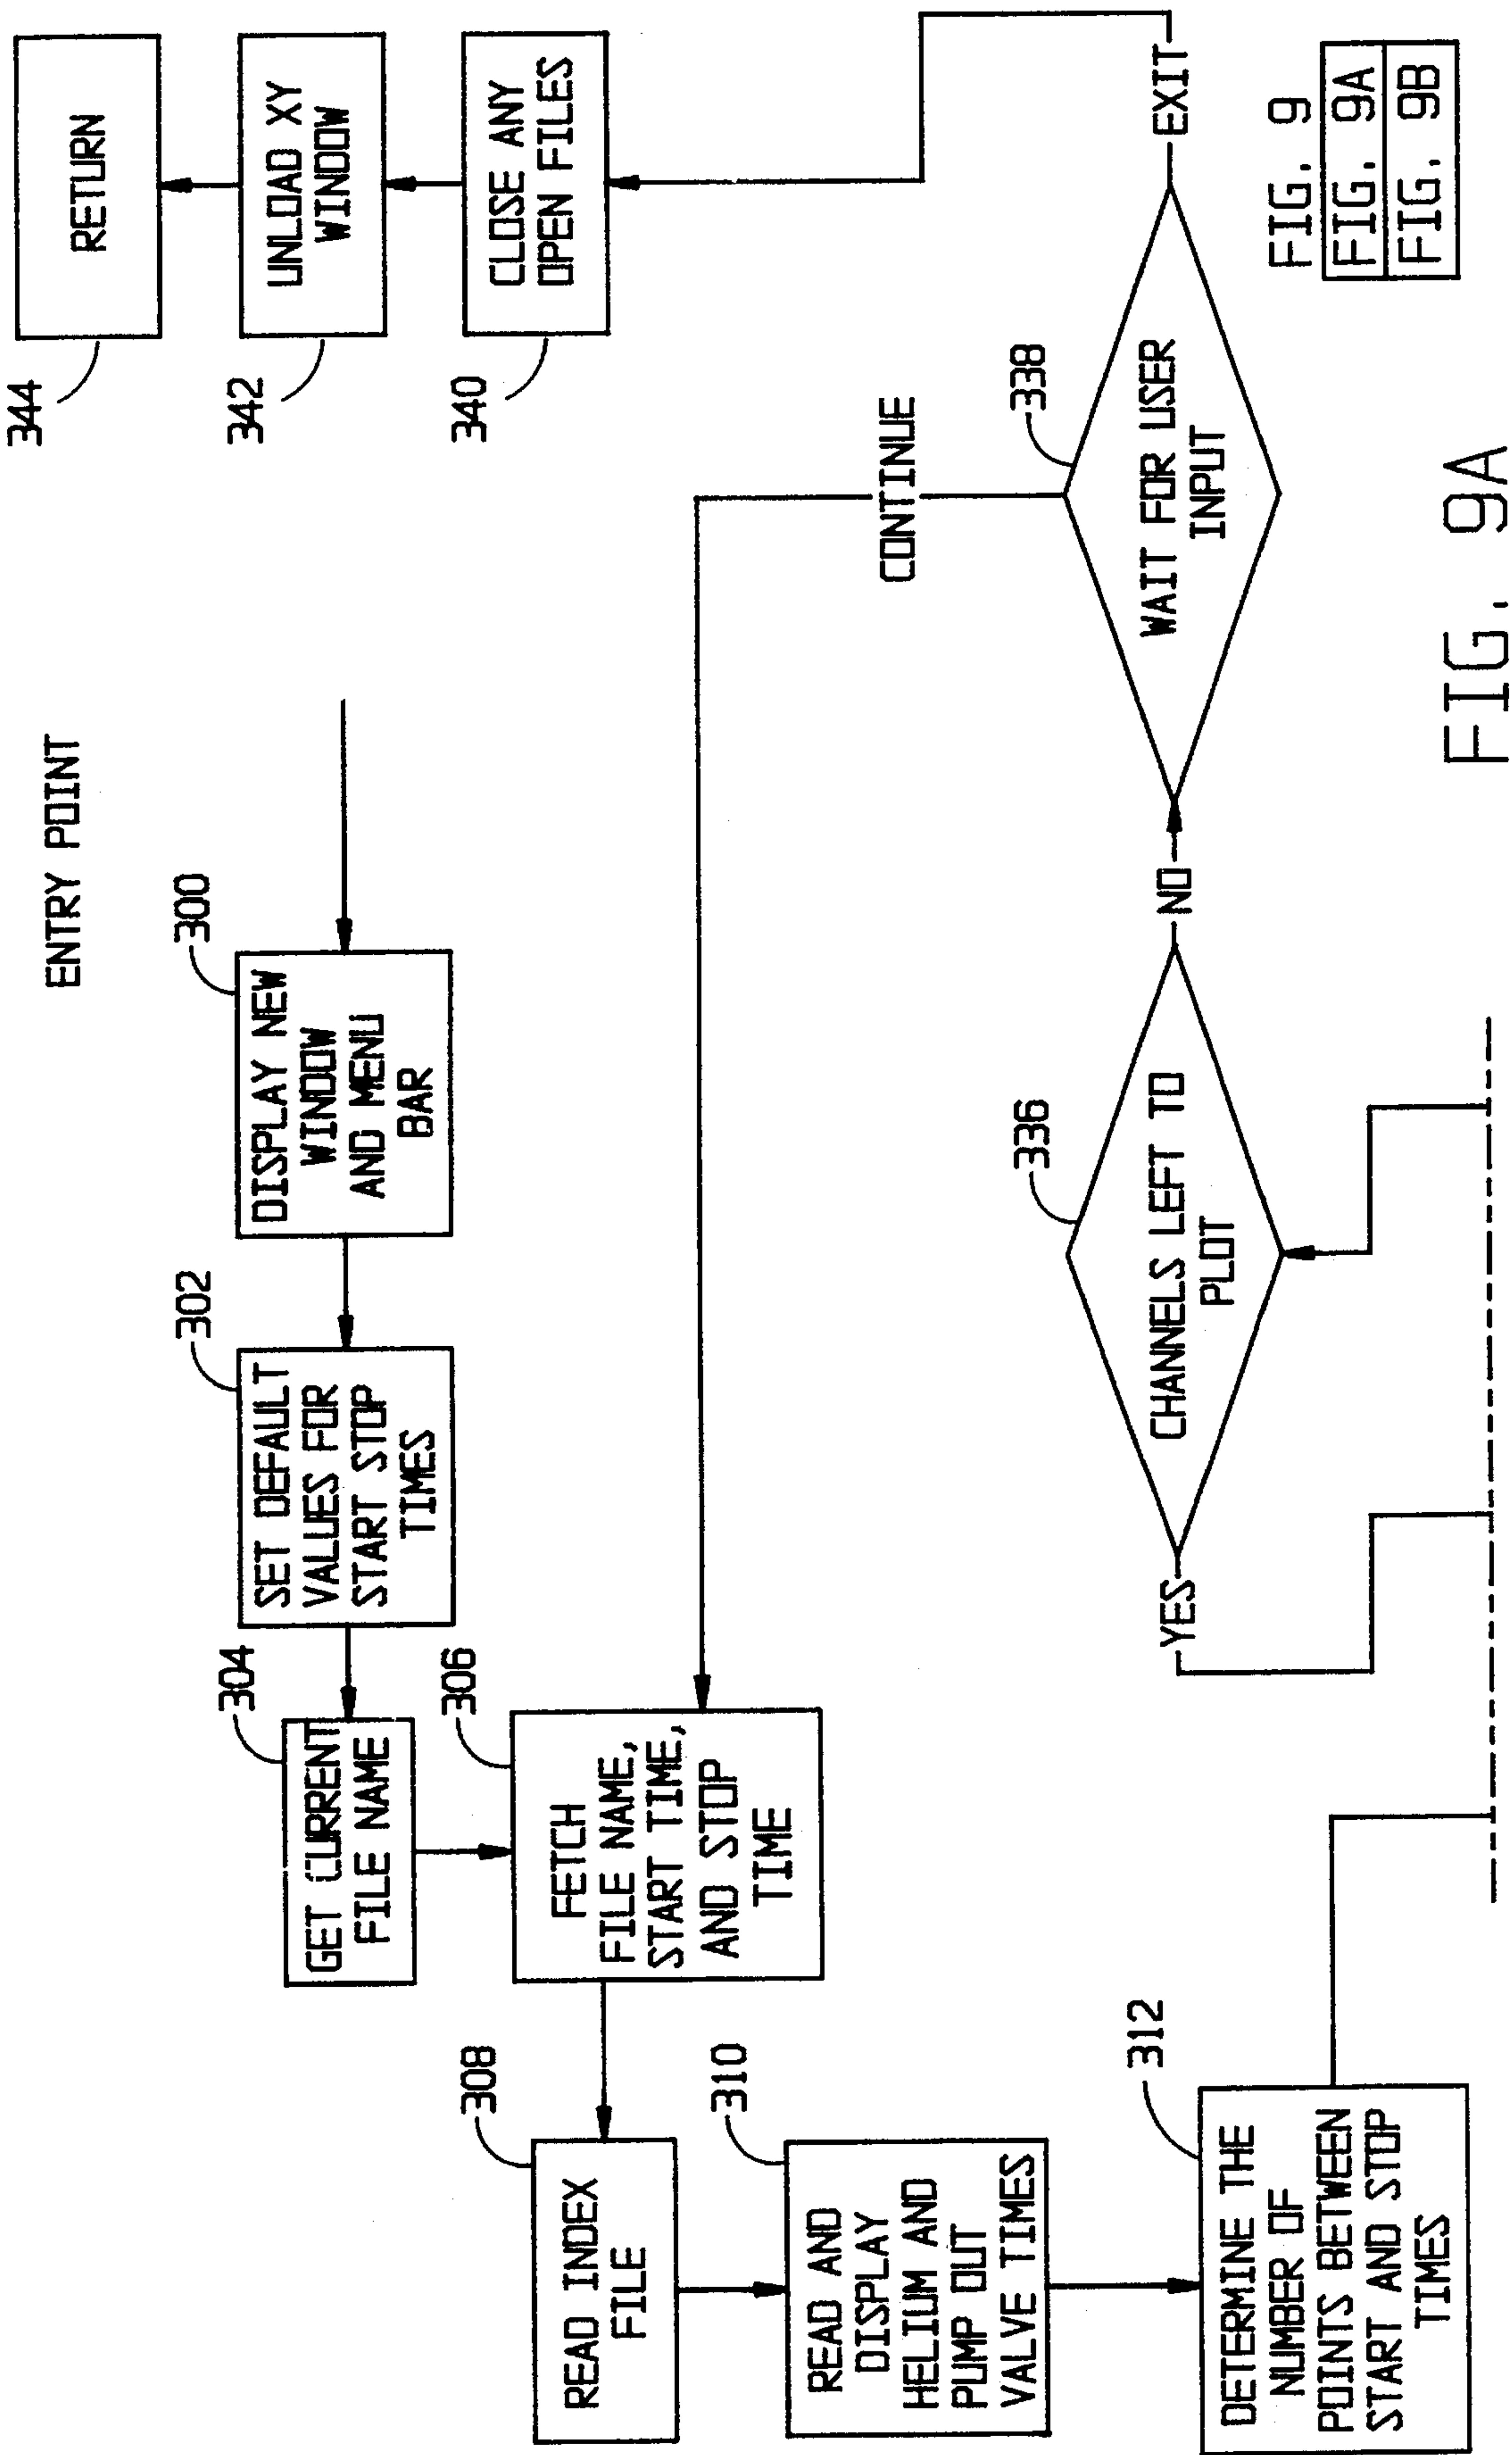 ENTRY POINT
300
DISPLAY NEW
WINDOW
AND MENU
BAR
302
SET DEFAULT
VALUES FOR
START STOP
TIMES
304
GET CURRENT
FILE NAME
306
FETCH
FILE NAME,
START TIME,
AND STOP
TIME
308
READ INDEX
FILE
310
READ AND
DISPLAY
HELIUM AND
PUMP OUT
VALVE TIMES
312
DETERMINE THE
NUMBER OF
POINTS BETWEEN
START AND STOP
TIMES
336
CHANNELS LEFT TO
PLOT
YES
NO
338
WAIT FOR USER
INPUT
CONTINUE
EXIT
340
CLOSE ANY
OPEN FILES
342
UNLOAD XY
WINDOW
344
RETURN
FIG. 9
FIG. 9A
FIG. 9B
FIG. 9A